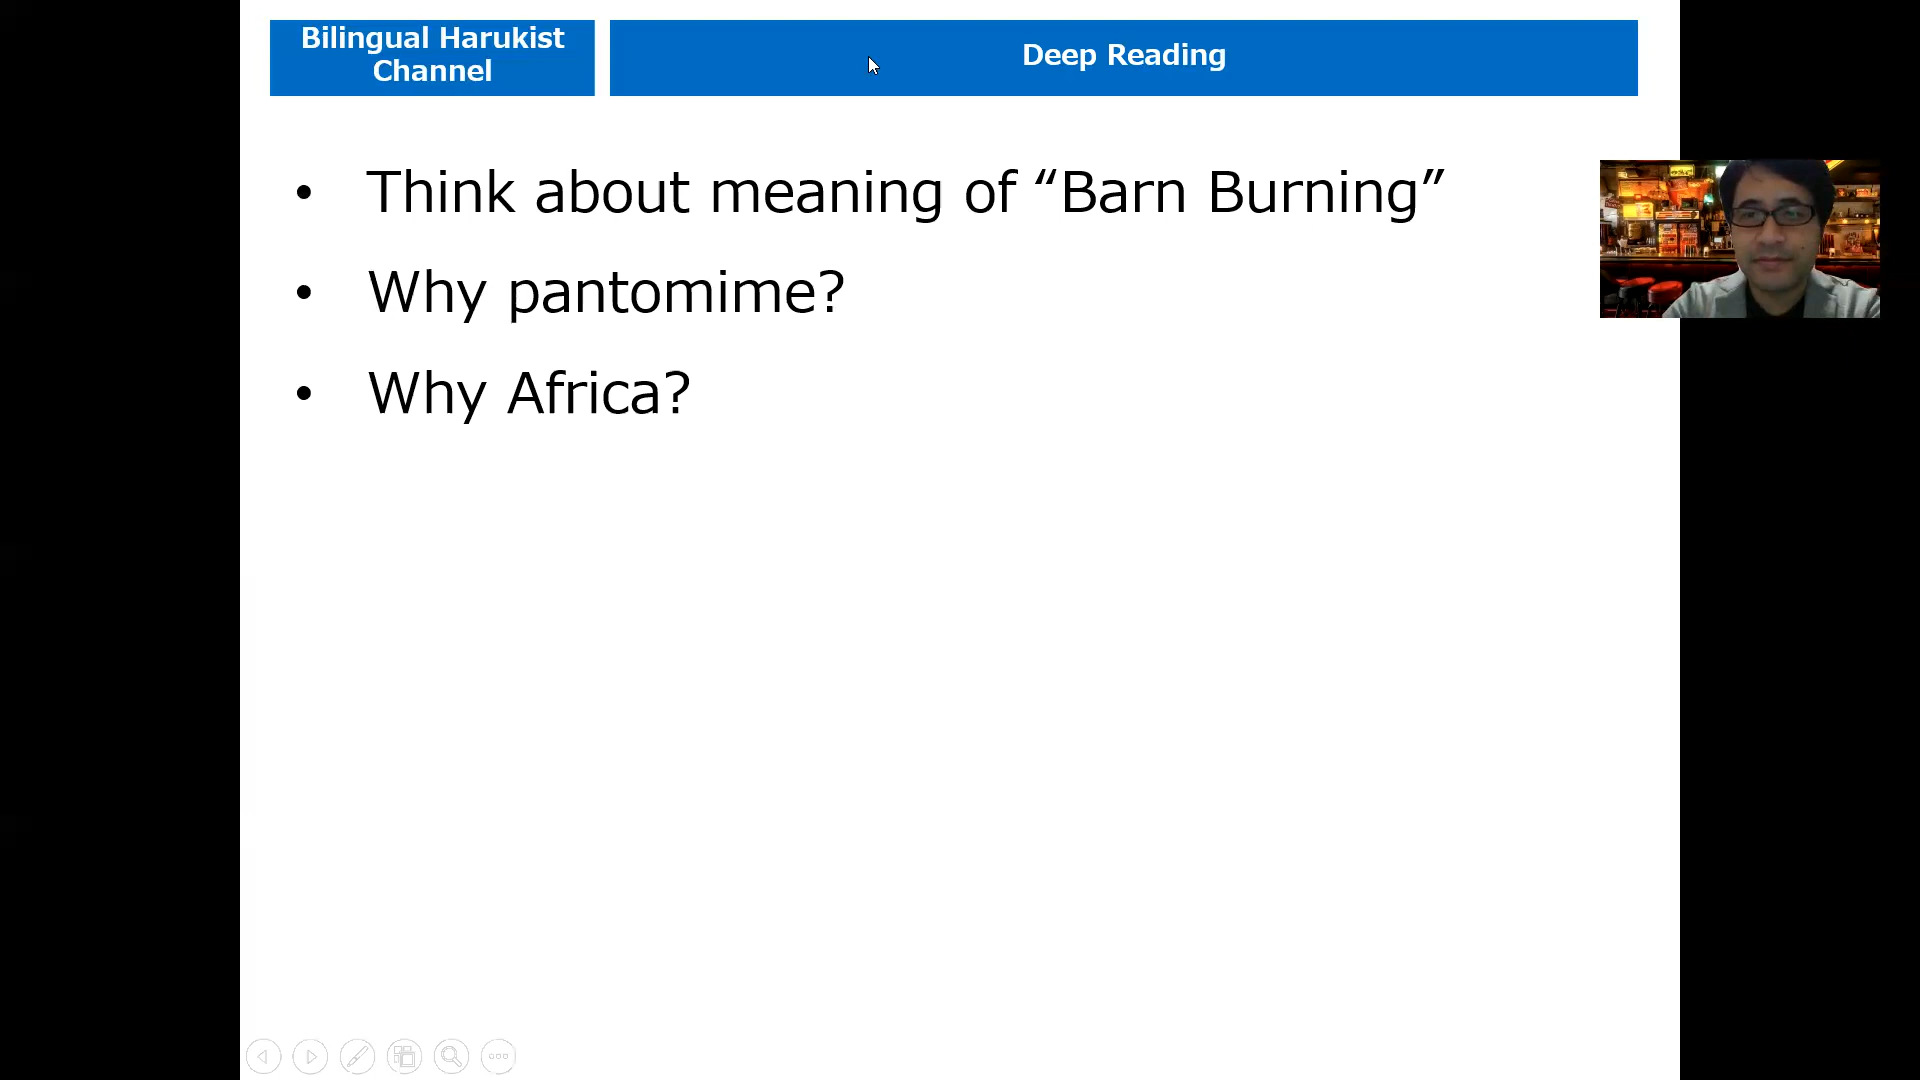 Bilingual Harukist
Channel
Deep Reading
• Think about meaning of “Barn Burning”
• Why pantomime?
• Why Africa?